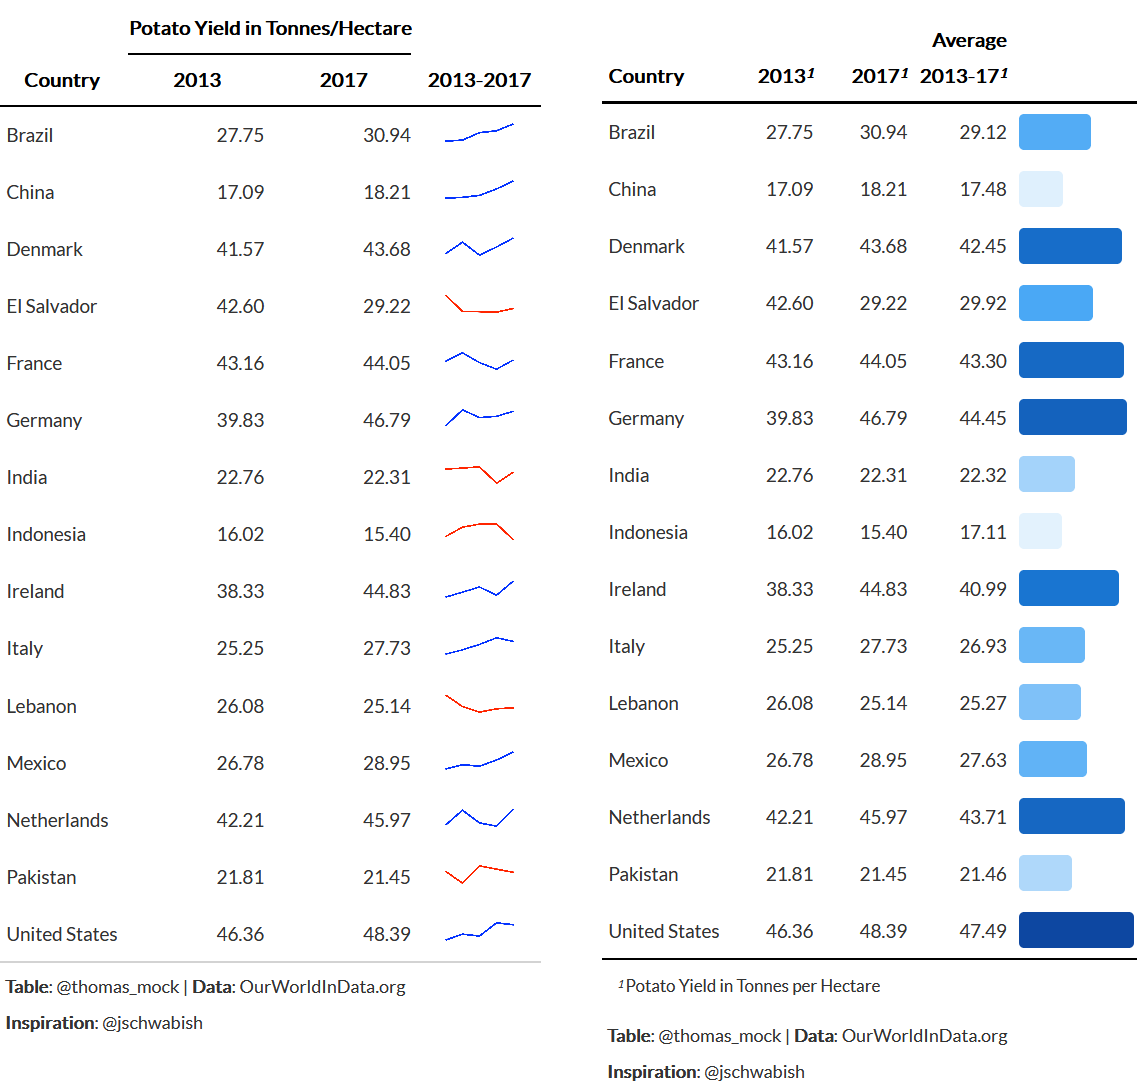 Potato Yield in Tonnes/Hectare
Country 2013 2017 2013-2017
Brazil 27.75 30.94
China 17.09 18.21
Denmark 41.57 43.68
El Salvador 42.60 29.22
France 43.16 44.05
Germany 39.83 46.79
India 22.76 22.31
Indonesia 16.02 15.40
Ireland 38.33 44.83
Italy 25.25 27.73
Lebanon 26.08 25.14
Mexico 26.78 28.95
Netherlands 42.21 45.97
Pakistan 21.81 21.45
United States 46.36 48.39
Table: @thomas_mock | Data: OurWorldInData.org
Inspiration: @jschwabish
Average
Country 2013¹ 2017¹ 2013-17¹
Brazil 27.75 30.94 29.12
China 17.09 18.21 17.48
Denmark 41.57 43.68 42.45
El Salvador 42.60 29.22 29.92
France 43.16 44.05 43.30
Germany 39.83 46.79 44.45
India 22.76 22.31 22.32
Indonesia 16.02 15.40 17.11
Ireland 38.33 44.83 40.99
Italy 25.25 27.73 26.93
Lebanon 26.08 25.14 25.27
Mexico 26.78 28.95 27.63
Netherlands 42.21 45.97 43.71
Pakistan 21.81 21.45 21.46
United States 46.36 48.39 47.49
¹Potato Yield in Tonnes per Hectare
Table: @thomas_mock | Data: OurWorldInData.org
Inspiration: @jschwabish